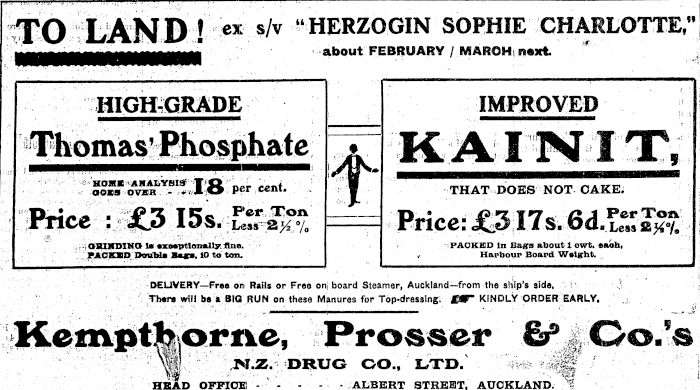 TO LAND! ex s/v "HERZOGIN SOPHIE CHARLOTTE,"
about FEBRUARY / MARCH next.
HIGH-GRADE
Thomas' Phosphate
HOME ANALYSIS
GOES OVER - - 18 per cent.
Price : £3 15s. Per Ton
Less 2½%
GRINDING is exceptionally fine.
PACKED Double Bags, 10 to ton.
IMPROVED
KAINIT,
THAT DOES NOT CAKE.
Price: £3 17s. 6d. Per Ton
Less 2½%
PACKED in Bags about 1 cwt. each,
Harbour Board Weight.
DELIVERY—Free on Rails or Free on board Steamer, Auckland—from the ship's side.
There will be a BIG RUN on these Manures for Top-dressing. ☛ KINDLY ORDER EARLY.
Kempthorne, Prosser & Co.'s
N.Z. DRUG CO., LTD.
HEAD OFFICE - - - - - ALBERT STREET, AUCKLAND.